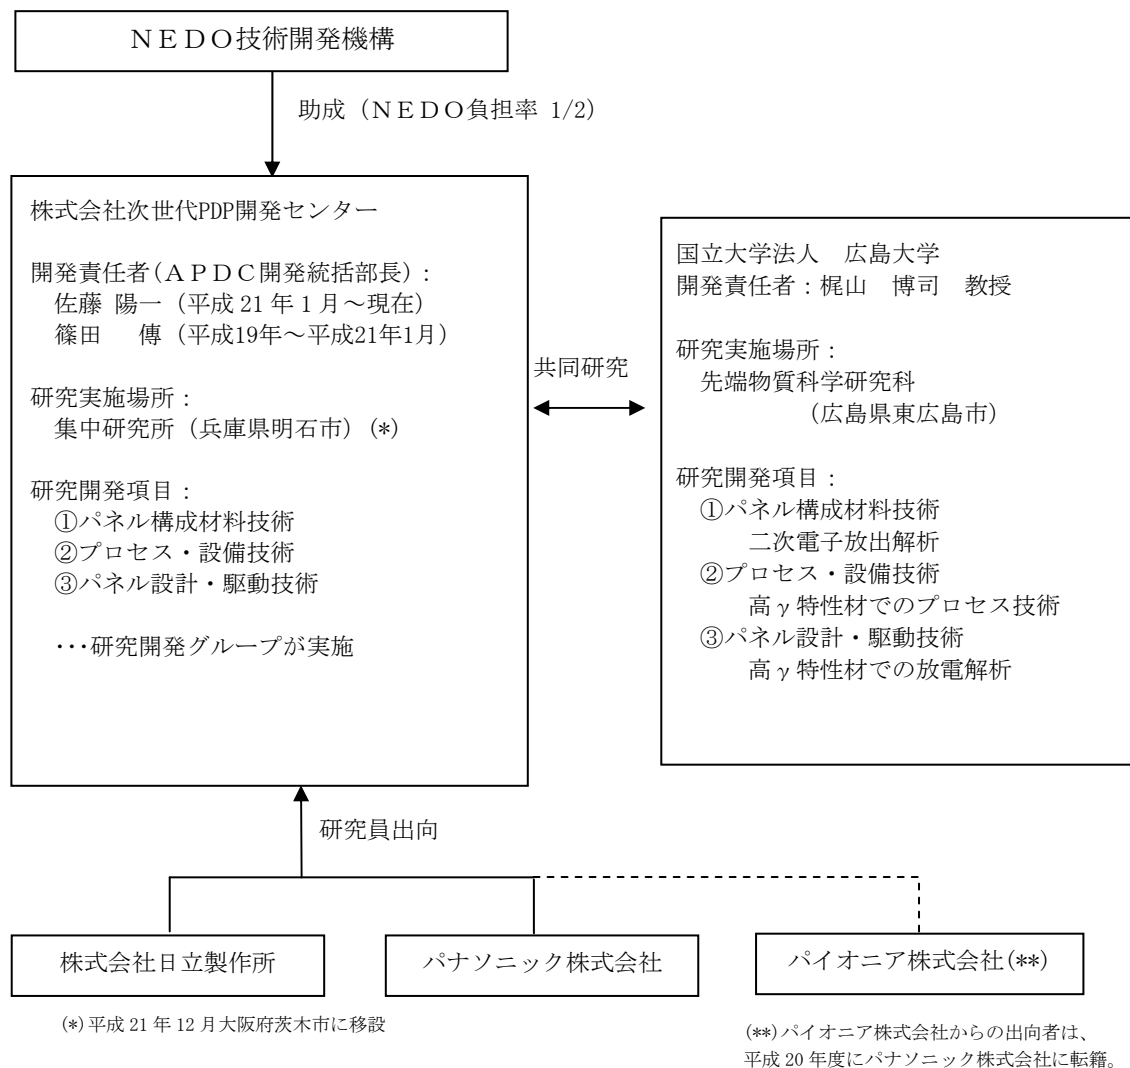 ＮＥＤＯ技術開発機構
助成（ＮＥＤＯ負担率 1/2）
株式会社次世代PDP開発センター
開発責任者（ＡＰＤＣ開発統括部長）：
佐藤 陽一（平成 21 年 1 月～現在）
篠田　傳（平成19年～平成21年1月）
研究実施場所：
集中研究所（兵庫県明石市）(*)
研究開発項目：
①パネル構成材料技術
②プロセス・設備技術
③パネル設計・駆動技術
･･･研究開発グループが実施
共同研究
国立大学法人　広島大学
開発責任者：梶山　博司　教授
研究実施場所：
先端物質科学研究科
（広島県東広島市）
研究開発項目：
①パネル構成材料技術
二次電子放出解析
②プロセス・設備技術
高γ特性材でのプロセス技術
③パネル設計・駆動技術
高γ特性材での放電解析
研究員出向
株式会社日立製作所
パナソニック株式会社
パイオニア株式会社(**)
(*)平成 21 年 12 月大阪府茨木市に移設
(**)パイオニア株式会社からの出向者は、
平成 20 年度にパナソニック株式会社に転籍。